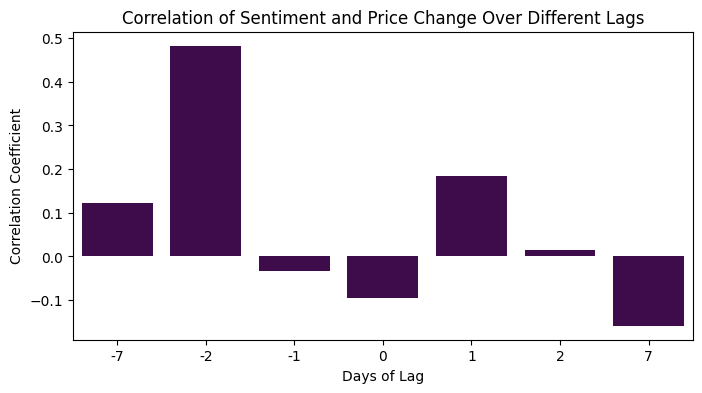 Correlation of Sentiment and Price Change Over Different Lags
Correlation Coefficient
0.5
0.4
0.3
0.2
0.1
0.0
−0.1
-7 -2 -1 0 1 2 7
Days of Lag